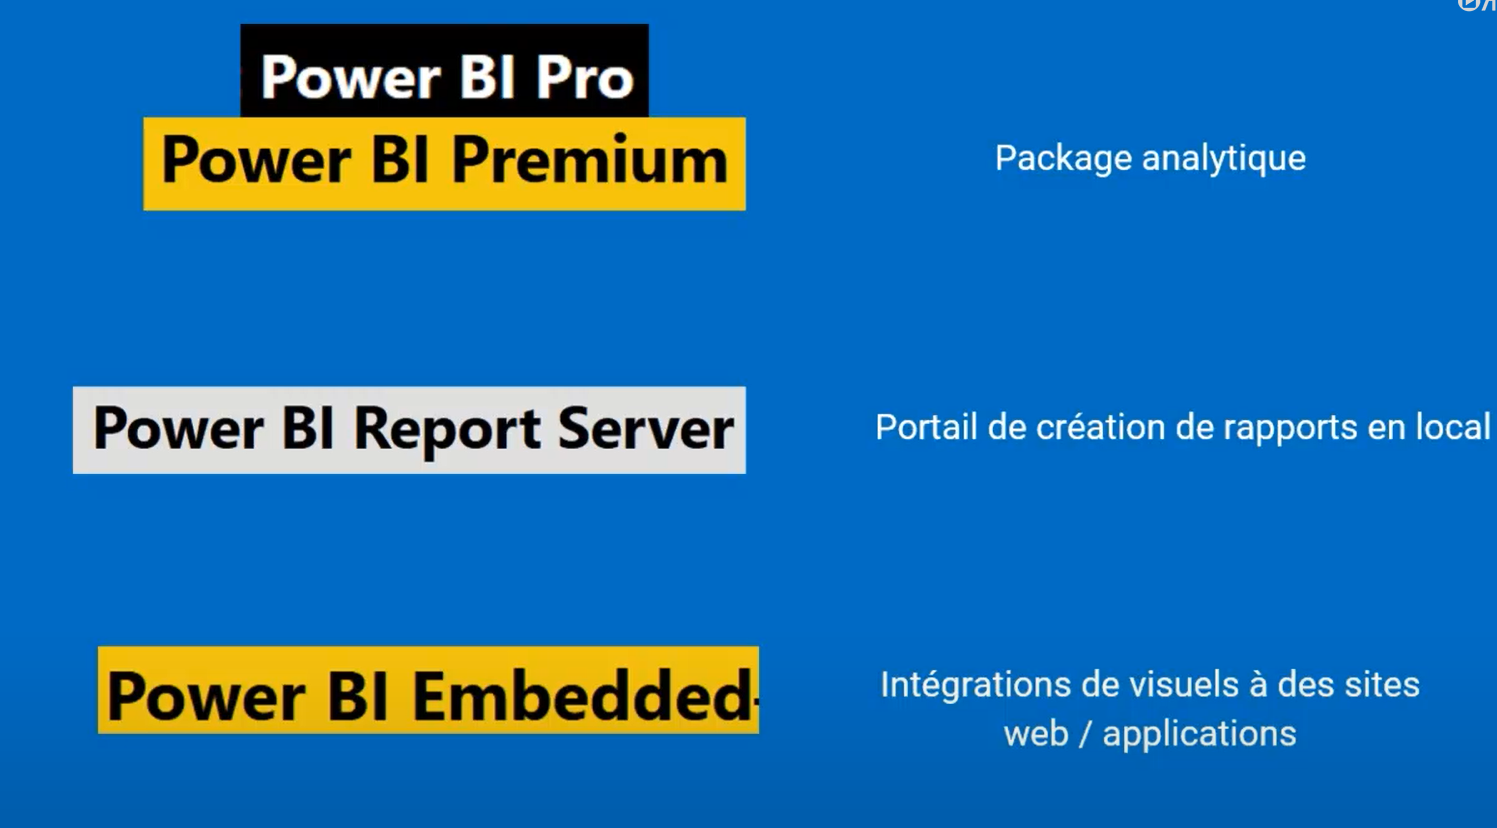 Power BI Pro
Power BI Premium
Package analytique
Power BI Report Server
Portail de création de rapports en local
Power BI Embedded
Intégrations de visuels à des sites
web / applications